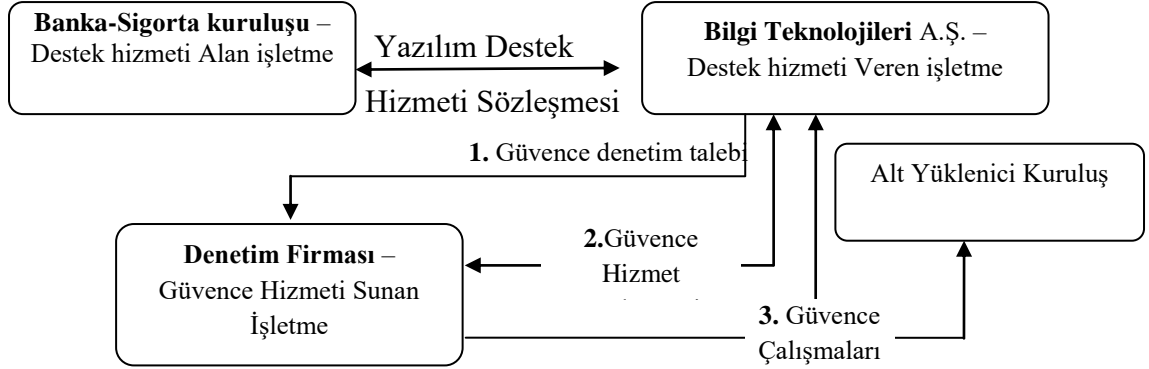 Banka-Sigorta kuruluşu –
Destek hizmeti Alan işletme
Yazılım Destek
Hizmeti Sözleşmesi
Bilgi Teknolojileri A.Ş. –
Destek hizmeti Veren işletme
1. Güvence denetim talebi
Alt Yüklenici Kuruluş
Denetim Firması –
Güvence Hizmeti Sunan
İşletme
2.Güvence
Hizmet
3. Güvence
Çalışmaları